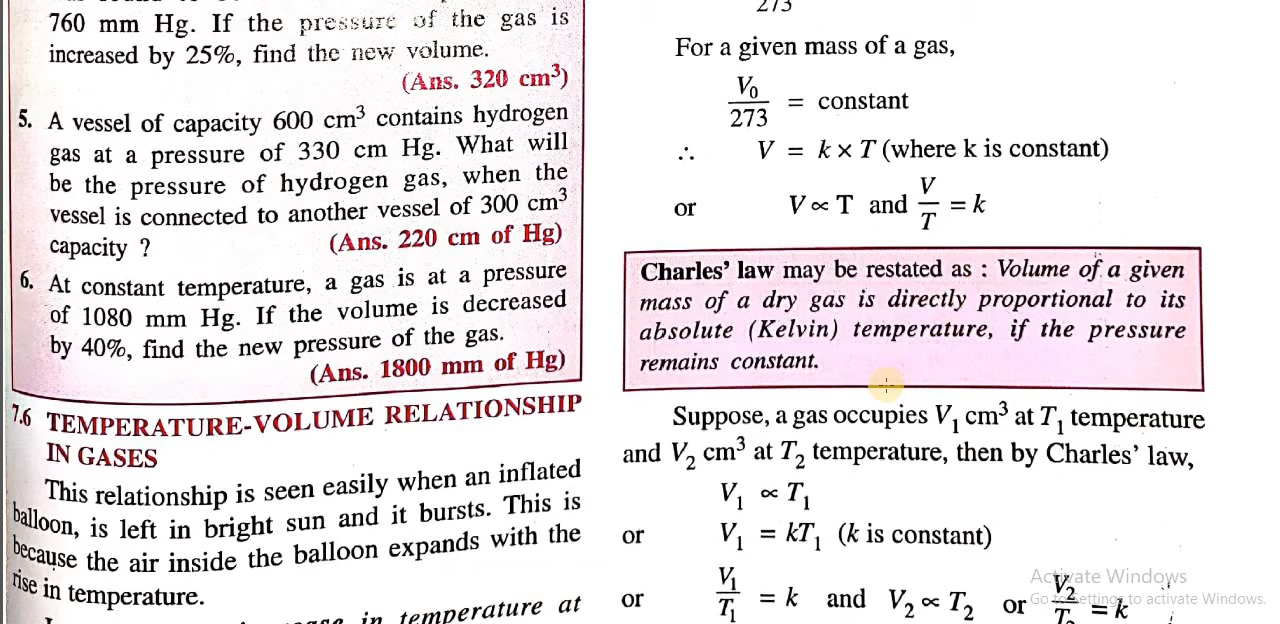 760 mm Hg. If the pressure of the gas is
increased by 25%, find the new volume.
(Ans. 320 cm³)
5. A vessel of capacity 600 cm³ contains hydrogen
gas at a pressure of 330 cm Hg. What will
be the pressure of hydrogen gas, when the
vessel is connected to another vessel of 300 cm³
capacity ?
(Ans. 220 cm of Hg)
6. At constant temperature, a gas is at a pressure
of 1080 mm Hg. If the volume is decreased
by 40%, find the new pressure of the gas.
(Ans. 1800 mm of Hg)
7.6 TEMPERATURE-VOLUME RELATIONSHIP
IN GASES
This relationship is seen easily when an inflated
balloon, is left in bright sun and it bursts. This is
because the air inside the balloon expands with the
rise in temperature.
in temperature at
273
For a given mass of a gas,
V₀
273 = constant
∴ V = k × T (where k is constant)
or V ∝ T and V/T = k
Charles' law may be restated as : Volume of a given
mass of a dry gas is directly proportional to its
absolute (Kelvin) temperature, if the pressure
remains constant.
Suppose, a gas occupies V₁ cm³ at T₁ temperature
and V₂ cm³ at T₂ temperature, then by Charles' law,
V₁ ∝ T₁
or V₁ = kT₁ (k is constant)
or V₁/T₁ = k and V₂ ∝ T₂ or V₂/T₂ = k
Activate Windows
Go to Settings to activate Windows.